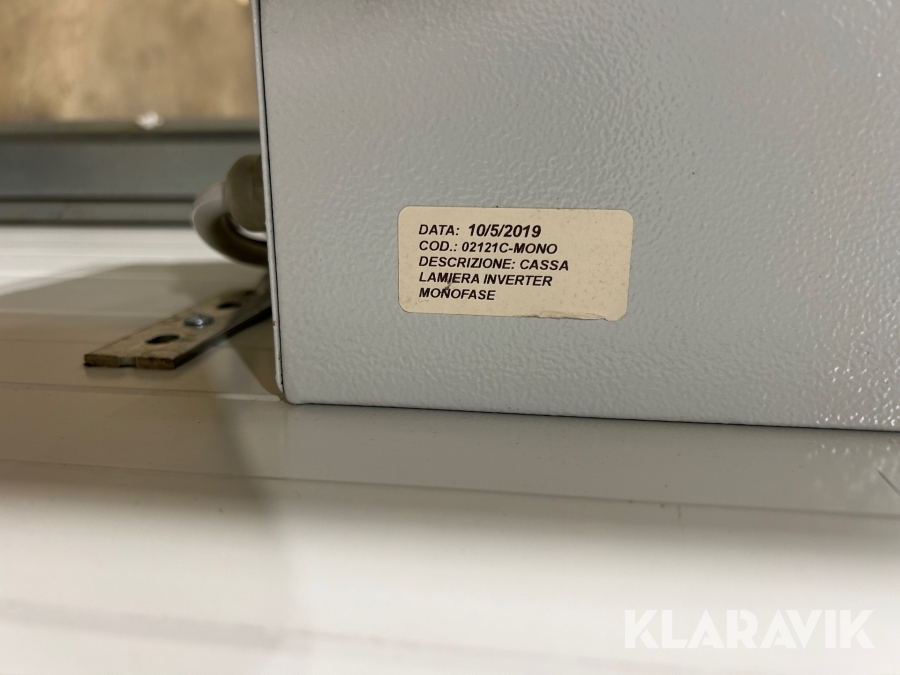 DATA: 10/5/2019
COD.: 02121C-MONO
DESCRIZIONE: CASSA
LAMIERA INVERTER
MONOFASE
KLARAVIK